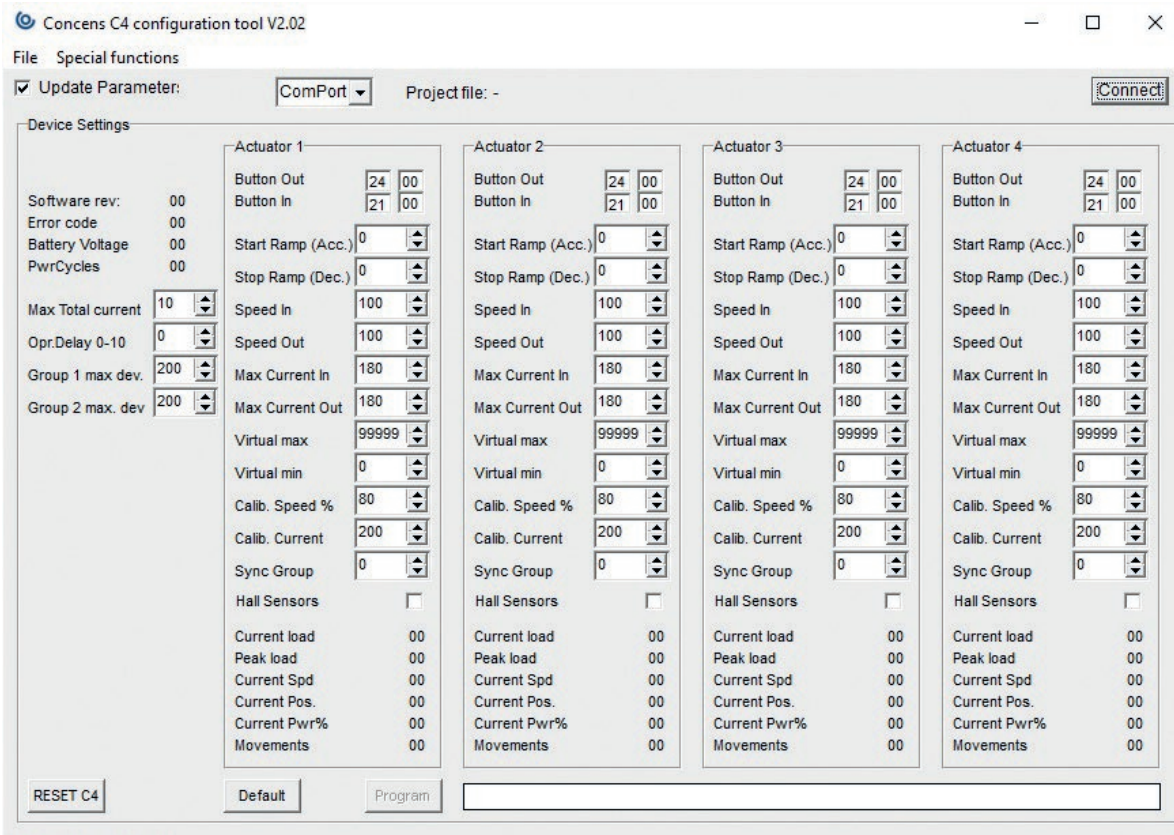 Concens C4 configuration tool V2.02
File Special functions
Update Parameter:
ComPort
Project file: -
Connect
Device Settings
Software rev: 00
Error code 00
Battery Voltage 00
PwrCycles 00
Max Total current 10
Opr.Delay 0-10 0
Group 1 max dev. 200
Group 2 max. dev 200
Actuator 1
Button Out 24 00
Button In 21 00
Start Ramp (Acc.) 0
Stop Ramp (Dec.) 0
Speed In 100
Speed Out 100
Max Current In 180
Max Current Out 180
Virtual max 99999
Virtual min 0
Calib. Speed % 80
Calib. Current 200
Sync Group 0
Hall Sensors
Current load 00
Peak load 00
Current Spd 00
Current Pos. 00
Current Pwr% 00
Movements 00
Actuator 2
Button Out 24 00
Button In 21 00
Start Ramp (Acc.) 0
Stop Ramp (Dec.) 0
Speed In 100
Speed Out 100
Max Current In 180
Max Current Out 180
Virtual max 99999
Virtual min 0
Calib. Speed % 80
Calib. Current 200
Sync Group 0
Hall Sensors
Current load 00
Peak load 00
Current Spd 00
Current Pos. 00
Current Pwr% 00
Movements 00
Actuator 3
Button Out 24 00
Button In 21 00
Start Ramp (Acc.) 0
Stop Ramp (Dec.) 0
Speed In 100
Speed Out 100
Max Current In 180
Max Current Out 180
Virtual max 99999
Virtual min 0
Calib. Speed % 80
Calib. Current 200
Sync Group 0
Hall Sensors
Current load 00
Peak load 00
Current Spd 00
Current Pos. 00
Current Pwr% 00
Movements 00
Actuator 4
Button Out 24 00
Button In 21 00
Start Ramp (Acc.) 0
Stop Ramp (Dec.) 0
Speed In 100
Speed Out 100
Max Current In 180
Max Current Out 180
Virtual max 99999
Virtual min 0
Calib. Speed % 80
Calib. Current 200
Sync Group 0
Hall Sensors
Current load 00
Peak load 00
Current Spd 00
Current Pos. 00
Current Pwr% 00
Movements 00
RESET C4
Default
Program